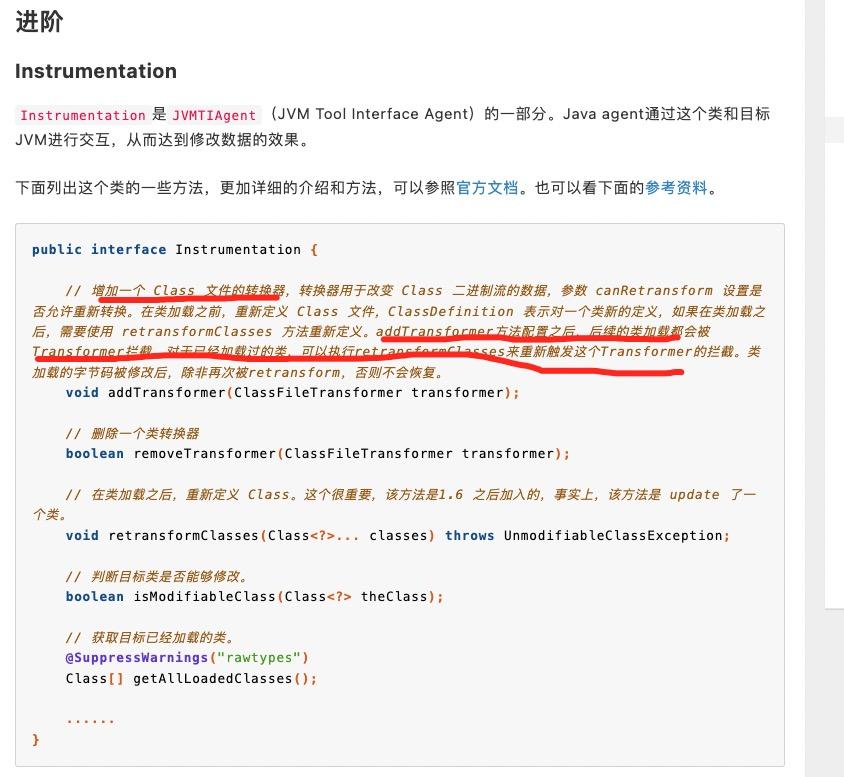 进阶
Instrumentation
Instrumentation 是 JVMTIAgent （JVM Tool Interface Agent）的一部分。Java agent通过这个类和目标
JVM进行交互，从而达到修改数据的效果。
下面列出这个类的一些方法，更加详细的介绍和方法，可以参照官方文档。也可以看下面的参考资料。
public interface Instrumentation {
// 增加一个 Class 文件的转换器，转换器用于改变 Class 二进制流的数据，参数 canRetransform 设置是
否允许重新转换。在类加载之前，重新定义 Class 文件，ClassDefinition 表示对一个类新的定义，如果在类加载之
后，需要使用 retransformClasses 方法重新定义。addTransformer方法配置之后，后续的类加载都会被
Transformer拦截。对于已经加载过的类，可以执行retransformClasses来重新触发这个Transformer的拦截。类
加载的字节码被修改后，除非再次被retransform，否则不会恢复。
void addTransformer(ClassFileTransformer transformer);
// 删除一个类转换器
boolean removeTransformer(ClassFileTransformer transformer);
// 在类加载之后，重新定义 Class。这个很重要，该方法是1.6 之后加入的，事实上，该方法是 update 了一
个类。
void retransformClasses(Class<?>... classes) throws UnmodifiableClassException;
// 判断目标类是否能够修改。
boolean isModifiableClass(Class<?> theClass);
// 获取目标已经加载的类。
@SuppressWarnings("rawtypes")
Class[] getAllLoadedClasses();
......
}